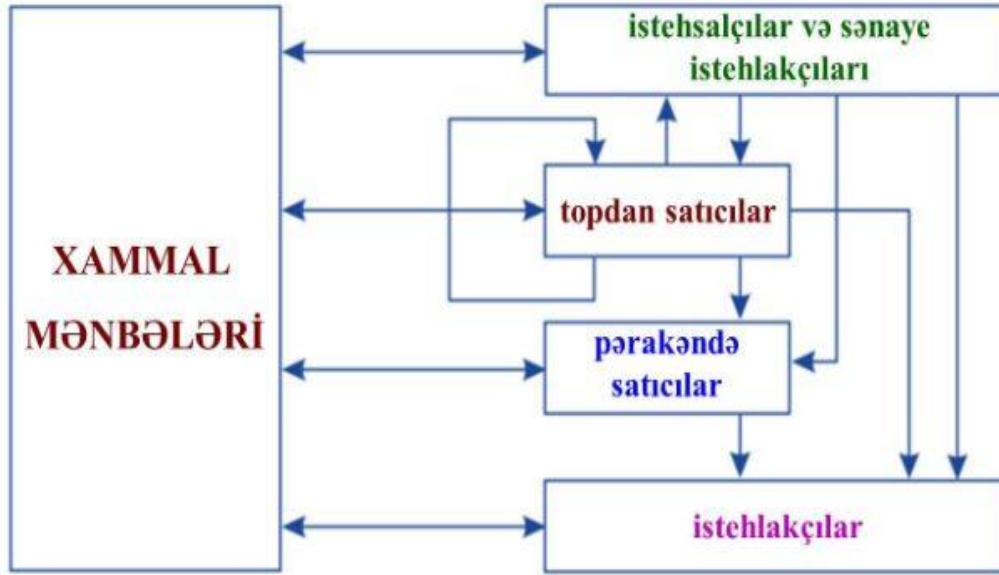 istehsalçılar və sənaye
istehlakçıları
topdan satıcılar
XAMMAL
MƏNBƏLƏRİ
pərakəndə
satıcılar
istehlakçılar